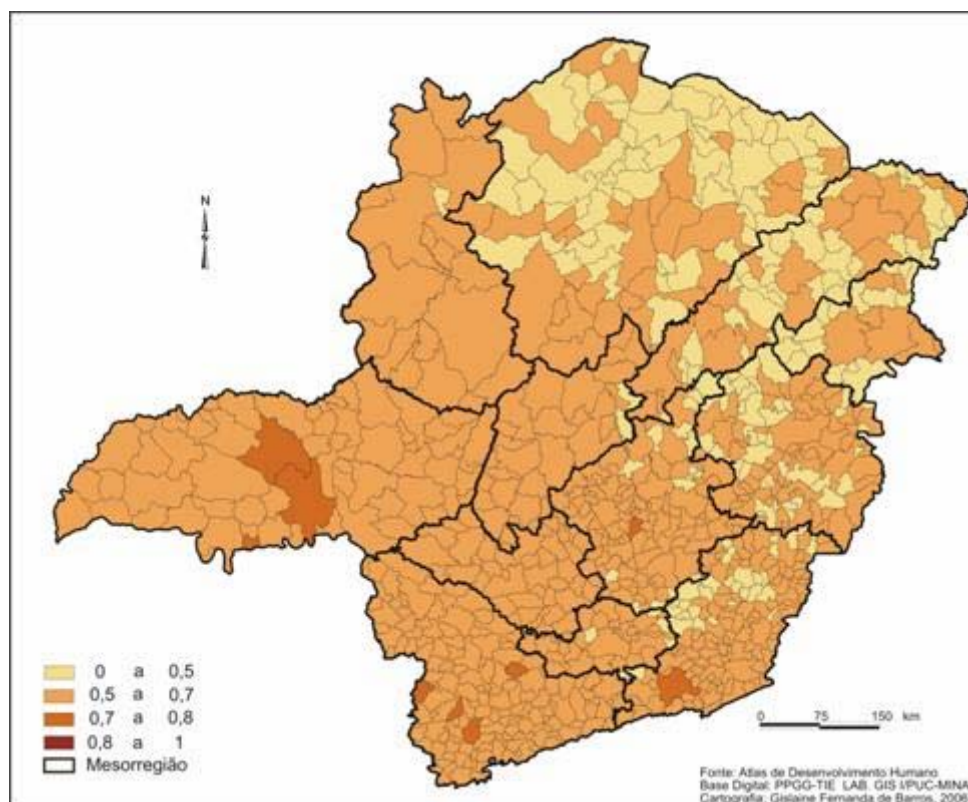 N
0 a 0,5
0,5 a 0,7
0,7 a 0,8
0,8 a 1
Mesorregião
0 75 150 km
Fonte: Atlas de Desenvolvimento Humano
Base Digital: PPGG-TIE LAB. GIS I/PUC-MINA
Cartografia: Gislaine Fernanda de Barros, 2008